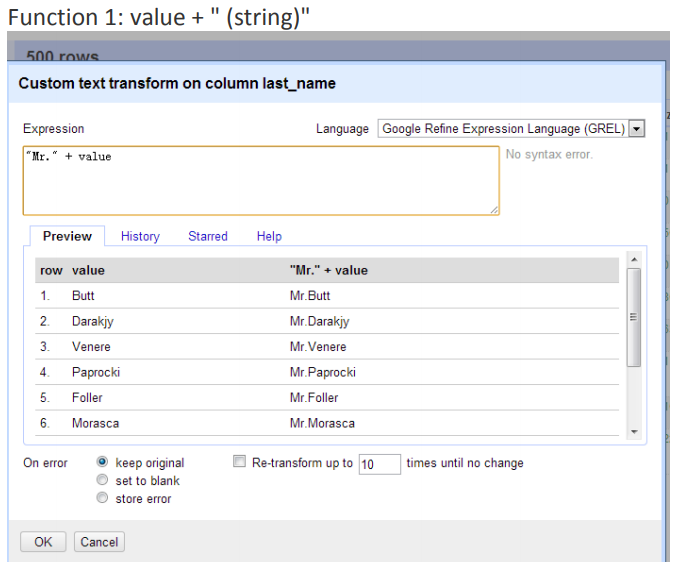 Function 1: value + " (string)"
500 rows
Custom text transform on column last_name
Expression Language Google Refine Expression Language (GREL)
"Mr." + value No syntax error.
Preview History Starred Help
row value "Mr." + value
1. Butt Mr.Butt
2. Darakjy Mr.Darakjy
3. Venere Mr.Venere
4. Paprocki Mr.Paprocki
5. Foller Mr.Foller
6. Morasca Mr.Morasca
On error keep original Re-transform up to 10 times until no change
set to blank
store error
OK Cancel